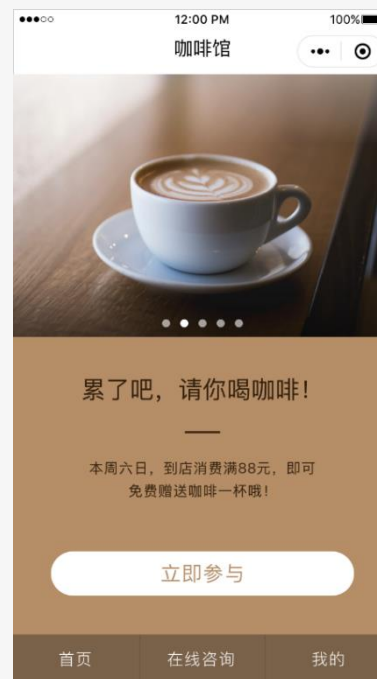 12:00 PM
100%
咖啡馆
累了吧，请你喝咖啡！
本周六日，到店消费满88元，即可
免费赠送咖啡一杯哦！
立即参与
首页
在线咨询
我的